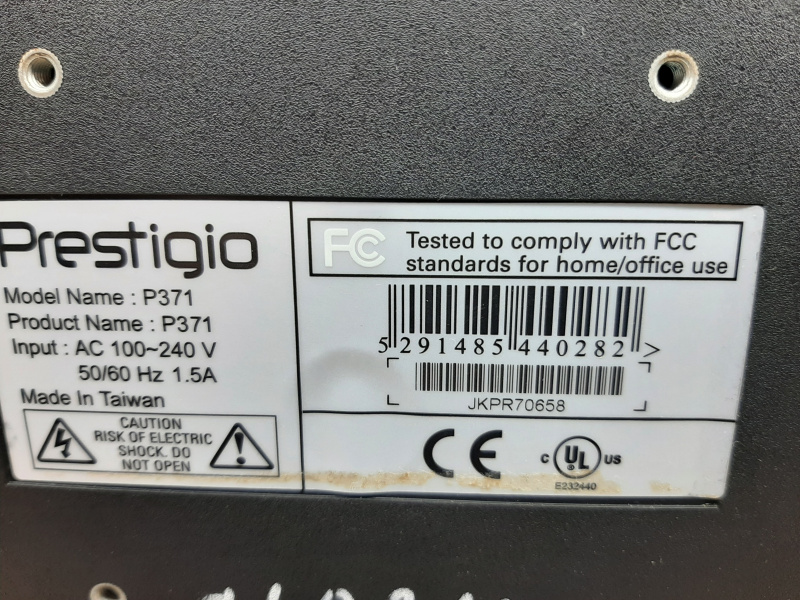 Prestigio
Model Name : P371
Product Name : P371
Input : AC 100~240 V
50/60 Hz 1.5A
Made In Taiwan
CAUTION
RISK OF ELECTRIC
SHOCK. DO
NOT OPEN
FC Tested to comply with FCC
standards for home/office use
5 291485 440282 >
JKPR70658
CE
C UL US
E232440